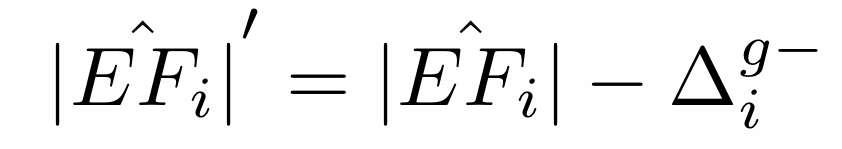 $|\hat{EF_i}|' = |\hat{EF_i}| - \Delta_i^{g-}$